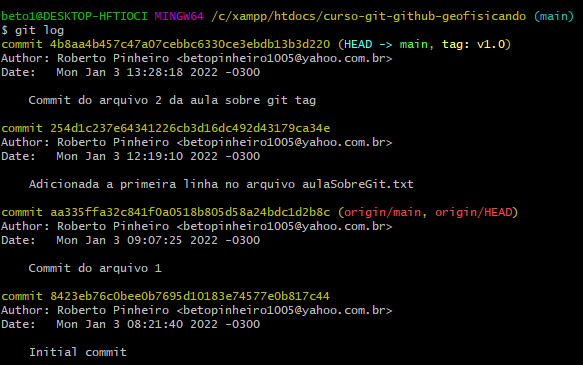 beto1@DESKTOP-HFTIOCI MINGW64 /c/xampp/htdocs/curso-git-github-geofisicando (main)
$ git log
commit 4b8aa4b457c47a07cebbc6330ce3ebdb13b3d220 (HEAD -> main, tag: v1.0)
Author: Roberto Pinheiro <betopinheiro1005@yahoo.com.br>
Date:   Mon Jan 3 13:28:18 2022 -0300
Commit do arquivo 2 da aula sobre git tag
commit 254d1c237e64341226cb3d16dc492d43179ca34e
Author: Roberto Pinheiro <betopinheiro1005@yahoo.com.br>
Date:   Mon Jan 3 12:19:10 2022 -0300
Adicionada a primeira linha no arquivo aulaSobreGit.txt
commit aa335ffa32c841f0a0518b805d58a24bdc1d2b8c (origin/main, origin/HEAD)
Author: Roberto Pinheiro <betopinheiro1005@yahoo.com.br>
Date:   Mon Jan 3 09:07:25 2022 -0300
Commit do arquivo 1
commit 8423eb76c0bee0b7695d10183e74577e0b817c44
Author: Roberto Pinheiro <betopinheiro1005@yahoo.com.br>
Date:   Mon Jan 3 08:21:40 2022 -0300
Initial commit